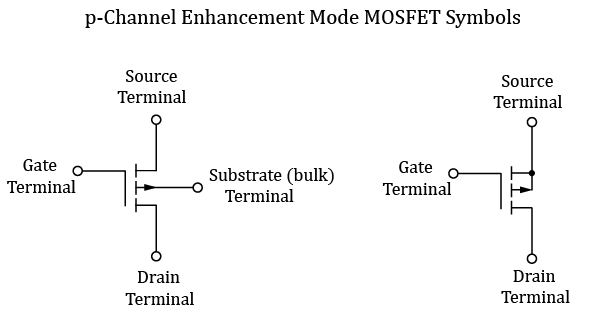 p-Channel Enhancement Mode MOSFET Symbols
Source
Terminal
Gate
Terminal
Substrate (bulk)
Terminal
Drain
Terminal
Source
Terminal
Gate
Terminal
Drain
Terminal